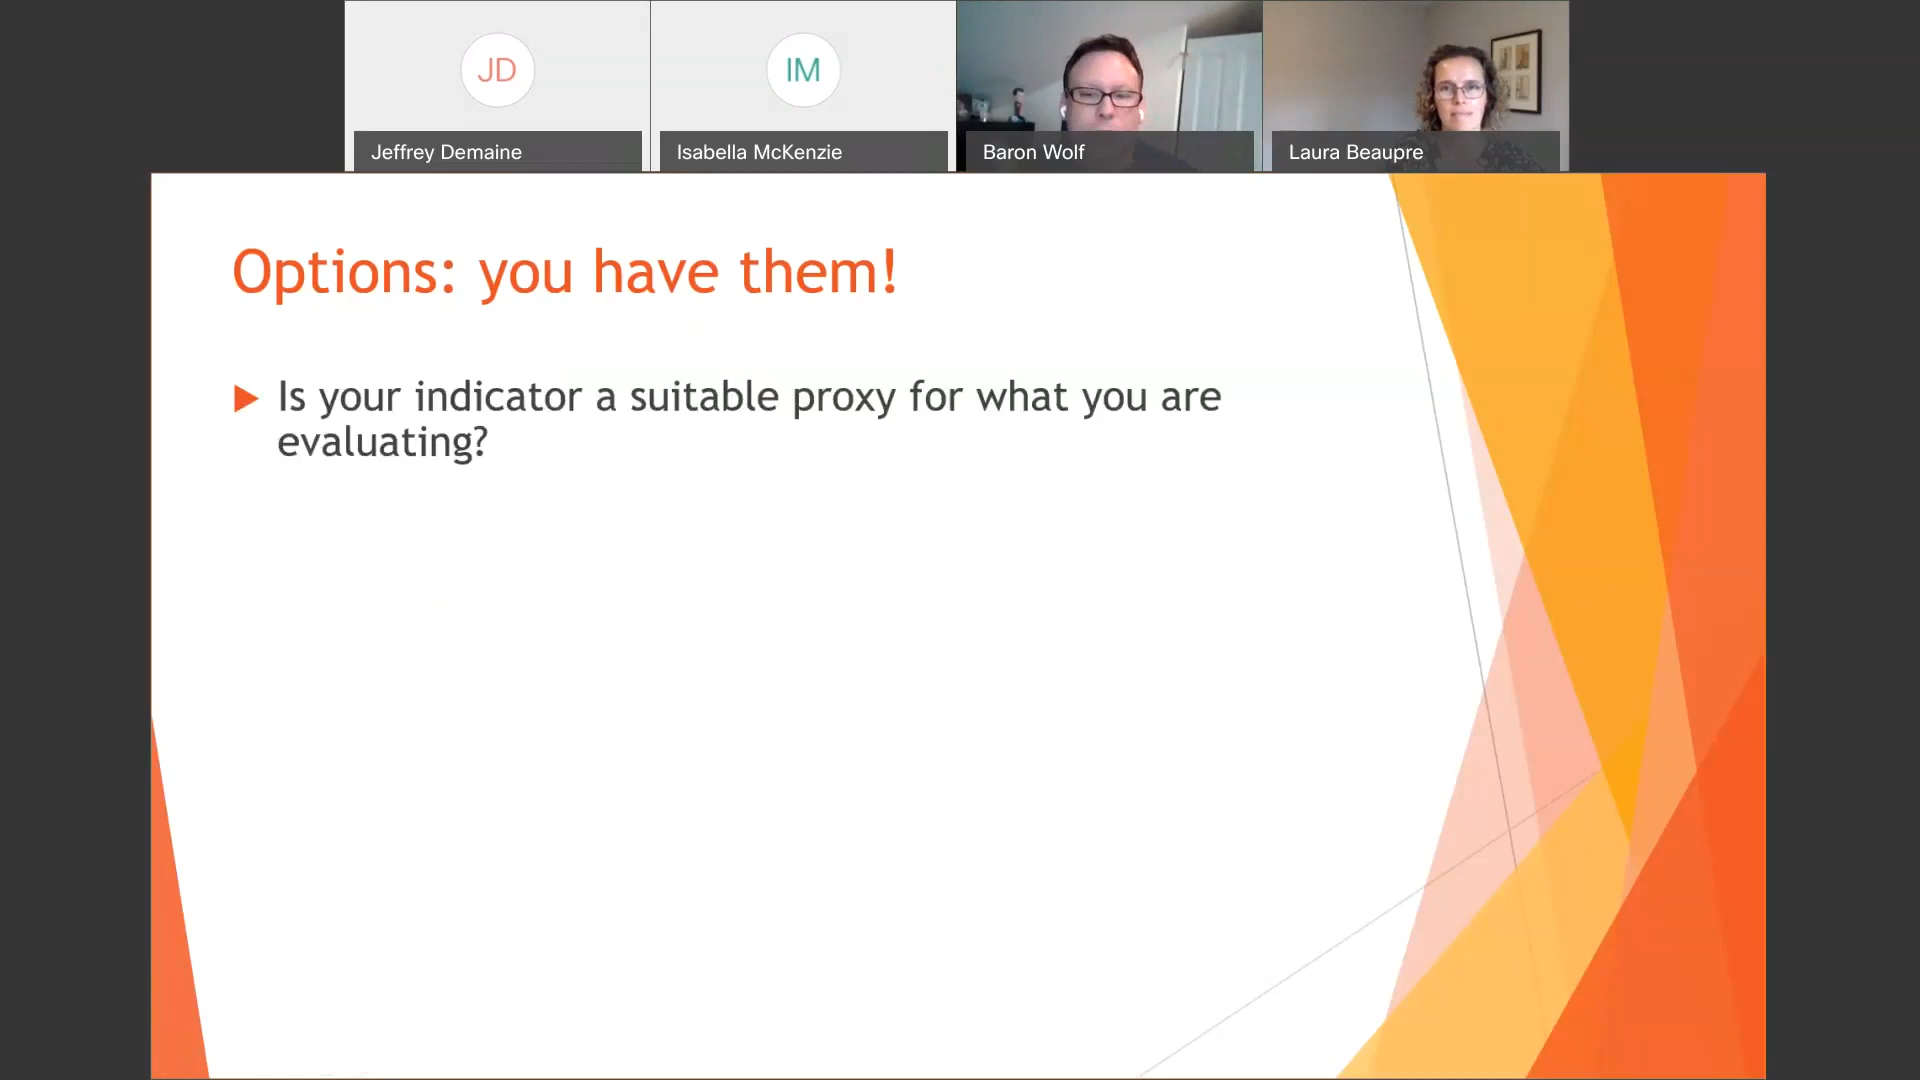 JD
IM
Jeffrey Demaine
Isabella McKenzie
Baron Wolf
Laura Beaupre
Options: you have them!
Is your indicator a suitable proxy for what you are
evaluating?